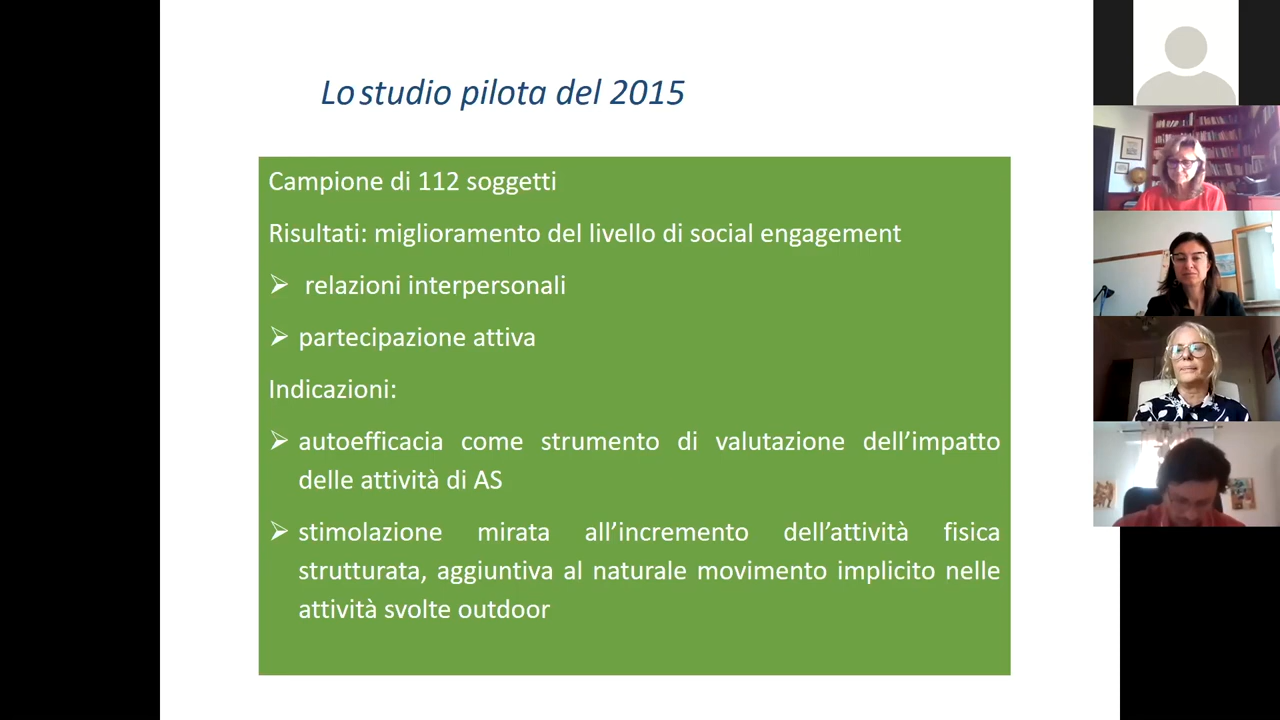 Lo studio pilota del 2015
Campione di 112 soggetti
Risultati: miglioramento del livello di social engagement
➢ relazioni interpersonali
➢ partecipazione attiva
Indicazioni:
➢ autoefficacia come strumento di valutazione dell’impatto
delle attività di AS
➢ stimolazione mirata all’incremento dell’attività fisica
strutturata, aggiuntiva al naturale movimento implicito nelle
attività svolte outdoor